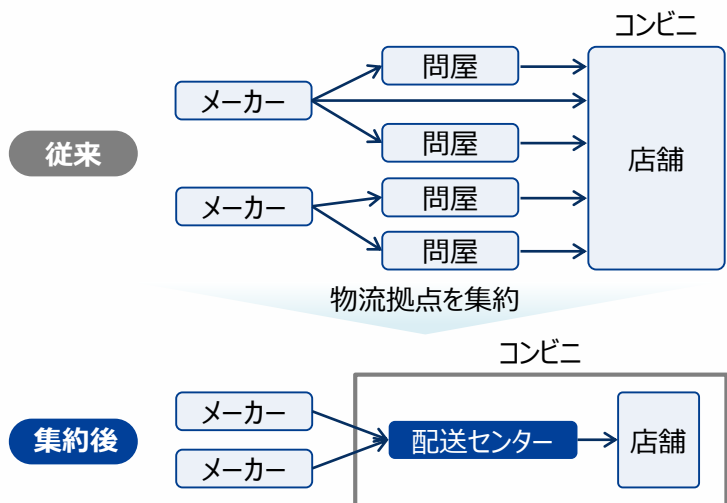 コンビニ
問屋
メーカー
問屋
従来
店舗
問屋
メーカー
問屋
物流拠点を集約
コンビニ
メーカー
集約後
配送センター
店舗
メーカー